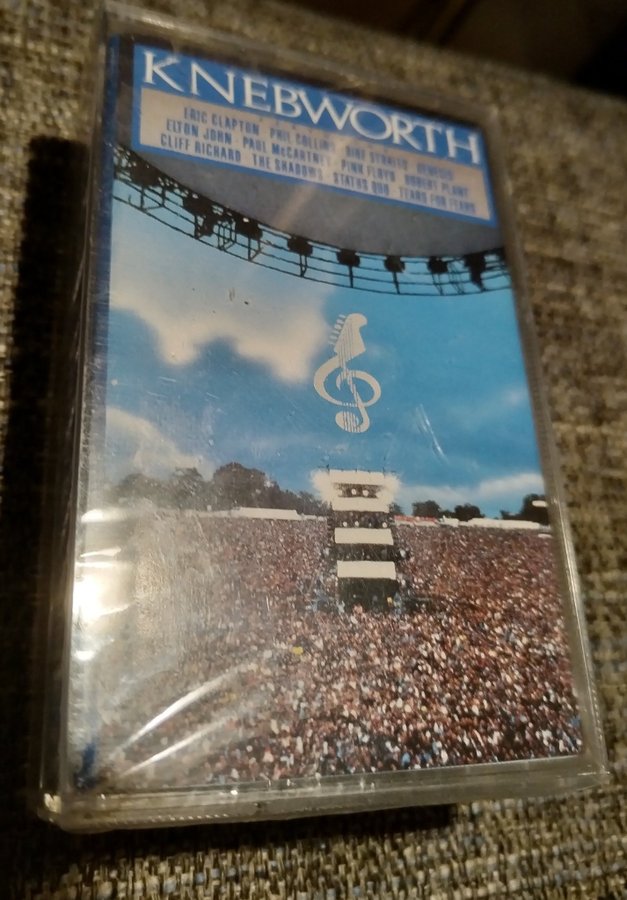 KNEBWORTH
ERIC CLAPTON PHIL COLLINS DIRE STRAITS GENESIS
ELTON JOHN PAUL McCARTNEY PINK FLOYD ROBERT PLANT
CLIFF RICHARD THE SHADOWS STATUS QUO TEARS FOR FEARS